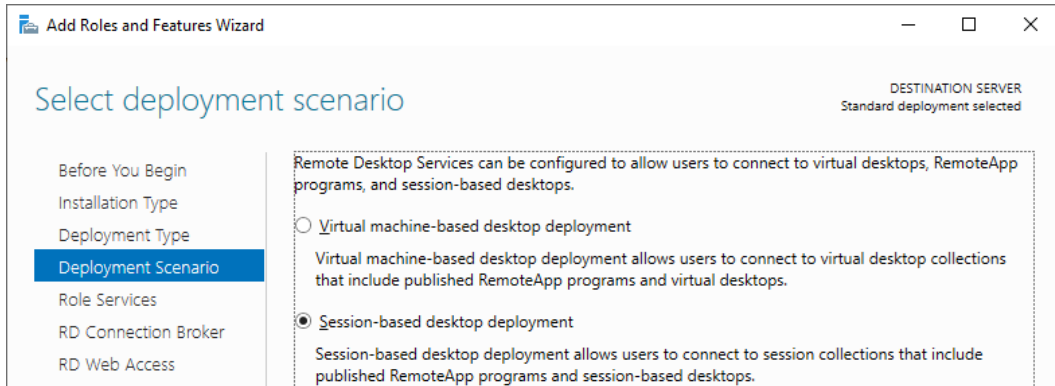 Add Roles and Features Wizard
Select deployment scenario
DESTINATION SERVER
Standard deployment selected
Before You Begin
Installation Type
Deployment Type
Deployment Scenario
Role Services
RD Connection Broker
RD Web Access
Remote Desktop Services can be configured to allow users to connect to virtual desktops, RemoteApp
programs, and session-based desktops.
Virtual machine-based desktop deployment
Virtual machine-based desktop deployment allows users to connect to virtual desktop collections
that include published RemoteApp programs and virtual desktops.
Session-based desktop deployment
Session-based desktop deployment allows users to connect to session collections that include
published RemoteApp programs and session-based desktops.